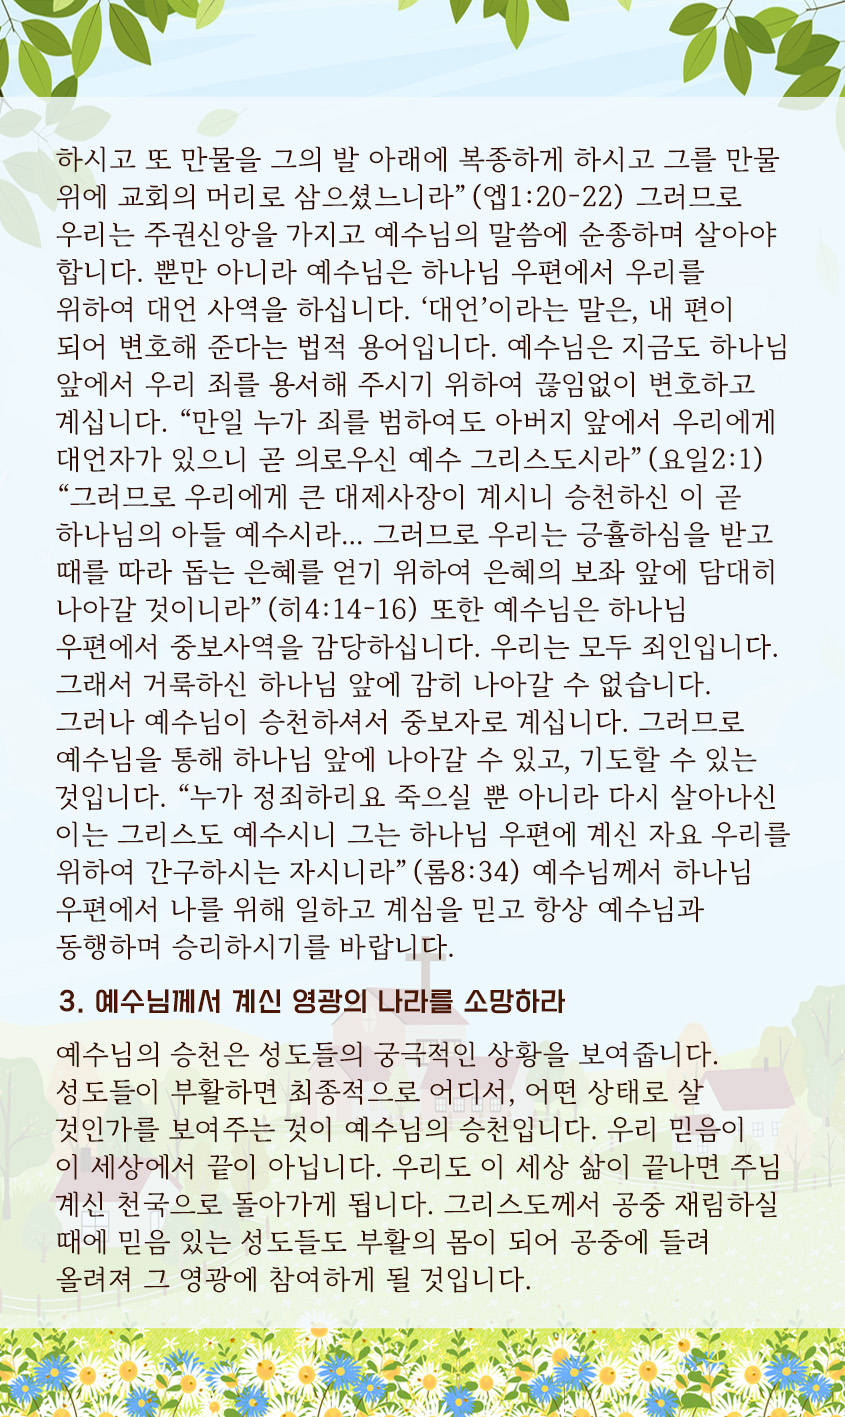 하시고 또 만물을 그의 발 아래에 복종하게 하시고 그를 만물
위에 교회의 머리로 삼으셨느니라”(엡1:20-22) 그러므로
우리는 주권신앙을 가지고 예수님의 말씀에 순종하며 살아야
합니다. 뿐만 아니라 예수님은 하나님 우편에서 우리를
위하여 대언 사역을 하십니다. ‘대언’이라는 말은, 내 편이
되어 변호해 준다는 법적 용어입니다. 예수님은 지금도 하나님
앞에서 우리 죄를 용서해 주시기 위하여 끊임없이 변호하고
계십니다. “만일 누가 죄를 범하여도 아버지 앞에서 우리에게
대언자가 있으니 곧 의로우신 예수 그리스도시라”(요일2:1)
“그러므로 우리에게 큰 대제사장이 계시니 승천하신 이 곧
하나님의 아들 예수시라... 그러므로 우리는 긍휼하심을 받고
때를 따라 돕는 은혜를 얻기 위하여 은혜의 보좌 앞에 담대히
나아갈 것이니라”(히4:14-16) 또한 예수님은 하나님
우편에서 중보사역을 감당하십니다. 우리는 모두 죄인입니다.
그래서 거룩하신 하나님 앞에 감히 나아갈 수 없습니다.
그러나 예수님이 승천하셔서 중보자로 계십니다. 그러므로
예수님을 통해 하나님 앞에 나아갈 수 있고, 기도할 수 있는
것입니다. “누가 정죄하리요 죽으실 뿐 아니라 다시 살아나신
이는 그리스도 예수시니 그는 하나님 우편에 계신 자요 우리를
위하여 간구하시는 자시니라”(롬8:34) 예수님께서 하나님
우편에서 나를 위해 일하고 계심을 믿고 항상 예수님과
동행하며 승리하시기를 바랍니다.
3. 예수님께서 계신 영광의 나라를 소망하라
예수님의 승천은 성도들의 궁극적인 상황을 보여줍니다.
성도들이 부활하면 최종적으로 어디서, 어떤 상태로 살
것인가를 보여주는 것이 예수님의 승천입니다. 우리 믿음이
이 세상에서 끝이 아닙니다. 우리도 이 세상 삶이 끝나면 주님
계신 천국으로 돌아가게 됩니다. 그리스도께서 공중 재림하실
때에 믿음 있는 성도들도 부활의 몸이 되어 공중에 들려
올려져 그 영광에 참여하게 될 것입니다.